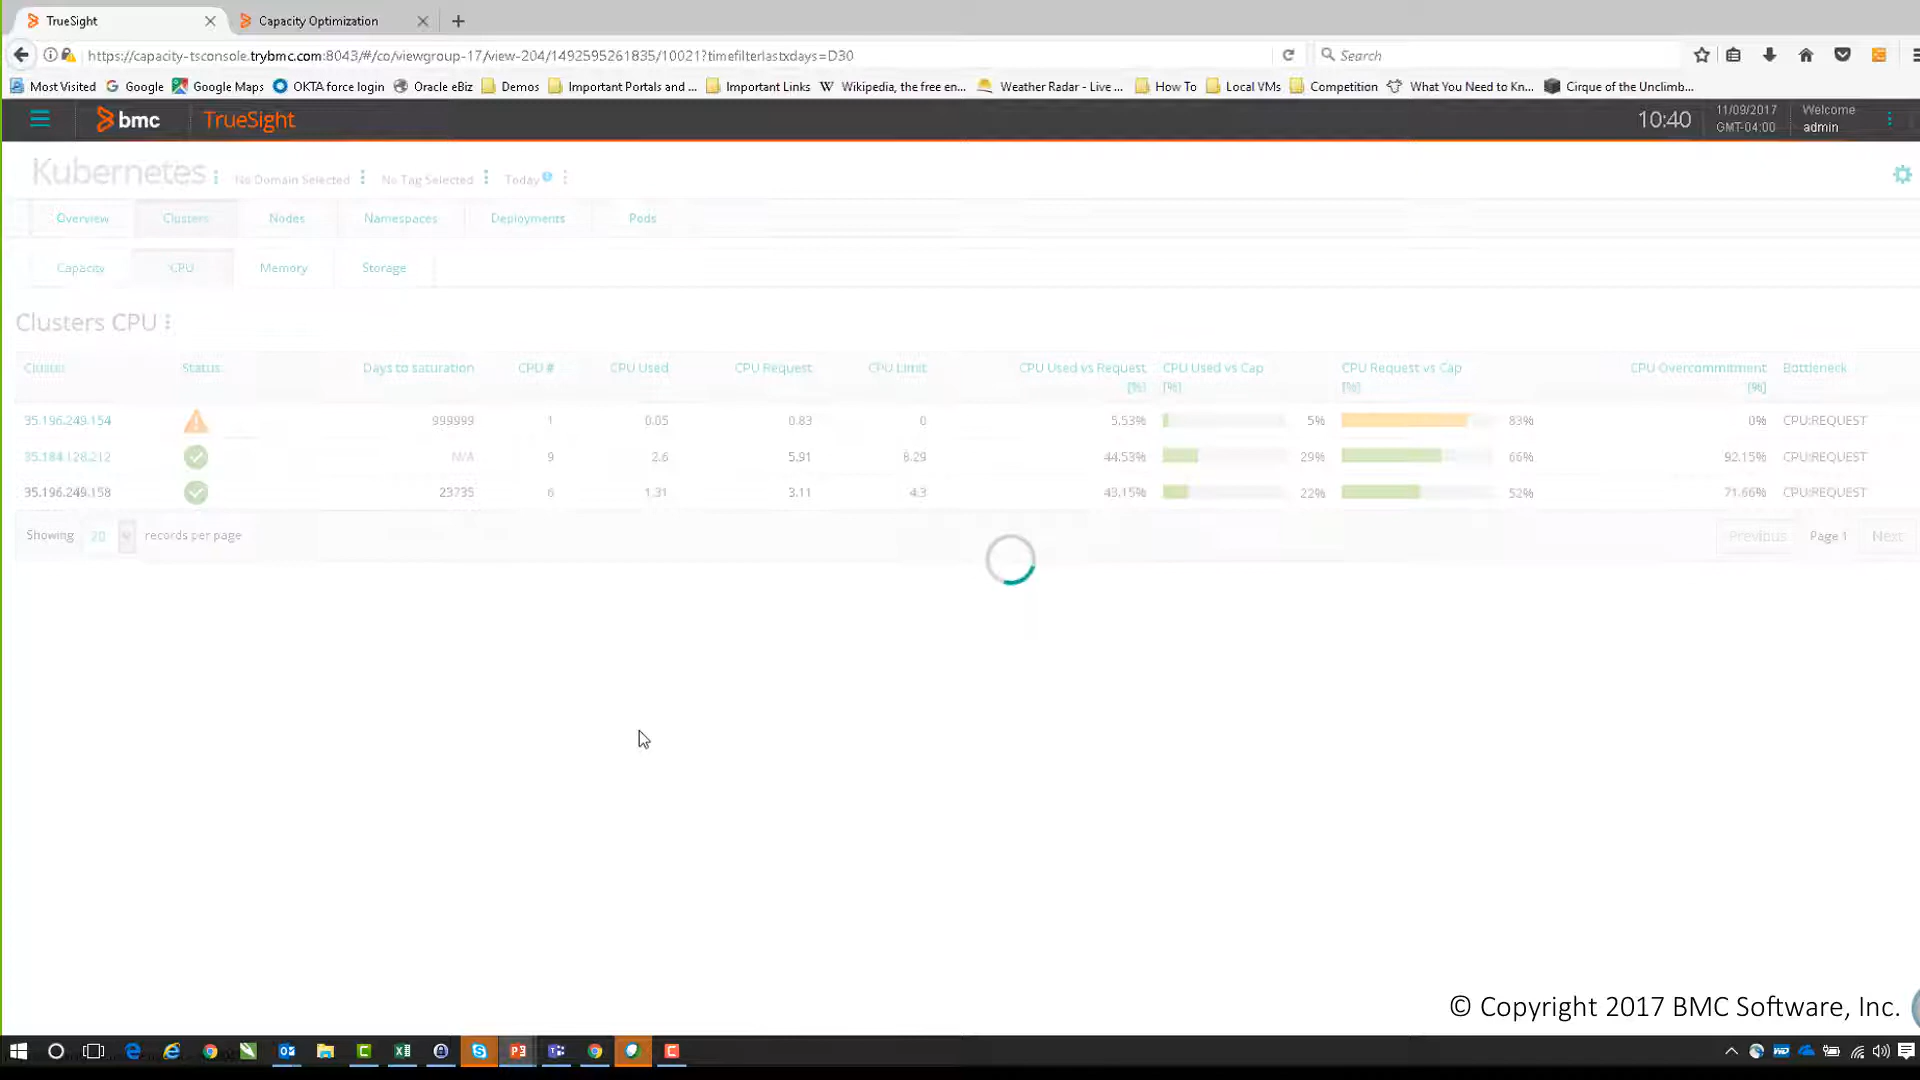 TrueSight
Capacity Optimization
https://capacity-tsconsole.trybmc.com:8043/#/co/viewgroup-17/view-204/1492595261835/10021?timefilterlastxdays=D30
Search
Most Visited Google Google Maps OKTA force login Oracle eBiz Demos Important Portals and ... Important Links Wikipedia, the free en... Weather Radar - Live ... How To Local VMs Competition What You Need to Kn... Cirque of the Unclimb...
bmc TrueSight 10:40 11/09/2017 GMT-04:00 Welcome admin
Kubernetes No Domain Selected No Tag Selected Today
Overview Clusters Nodes Namespaces Deployments Pods
Capacity CPU Memory Storage
Clusters CPU
Cluster Status Days to saturation CPU # CPU Used CPU Request CPU Limit CPU Used vs Request [%] CPU Used vs Cap [%] CPU Request vs Cap [%] CPU Overcommitment [%] Bottleneck
35.196.249.154 999999 1 0.05 0.83 0 5.53% 5% 83% 0% CPU:REQUEST
35.184.128.212 N/A 9 2.6 5.91 8.29 44.53% 29% 66% 92.15% CPU:REQUEST
35.196.249.158 23735 6 1.31 3.11 4.3 43.15% 22% 52% 71.66% CPU:REQUEST
Showing 20 records per page Previous Page 1 Next
© Copyright 2017 BMC Software, Inc.